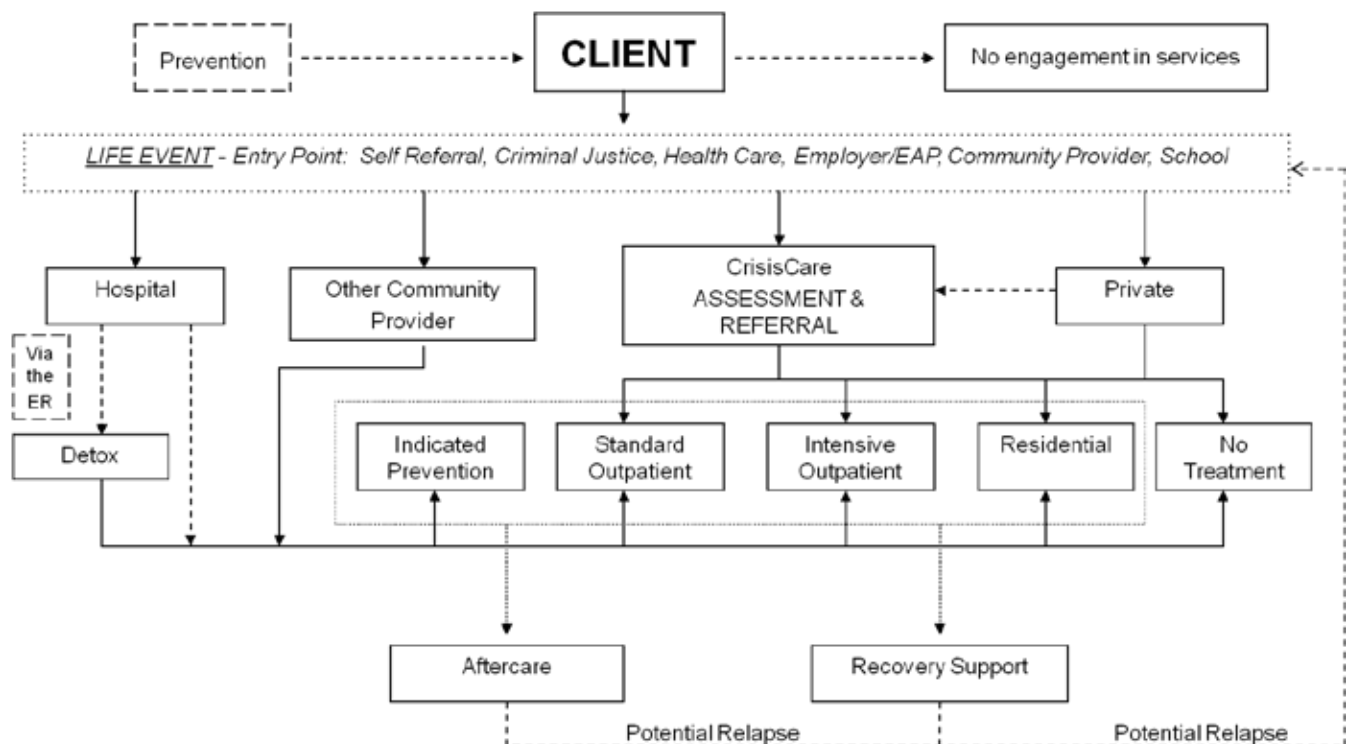 Prevention
CLIENT
No engagement in services
LIFE EVENT - Entry Point: Self Referral, Criminal Justice, Health Care, Employer/EAP, Community Provider, School
Hospital
Other Community
Provider
CrisisCare
ASSESSMENT &
REFERRAL
Private
Via
the
ER
Detox
Indicated
Prevention
Standard
Outpatient
Intensive
Outpatient
Residential
No
Treatment
Aftercare
Recovery Support
Potential Relapse
Potential Relapse